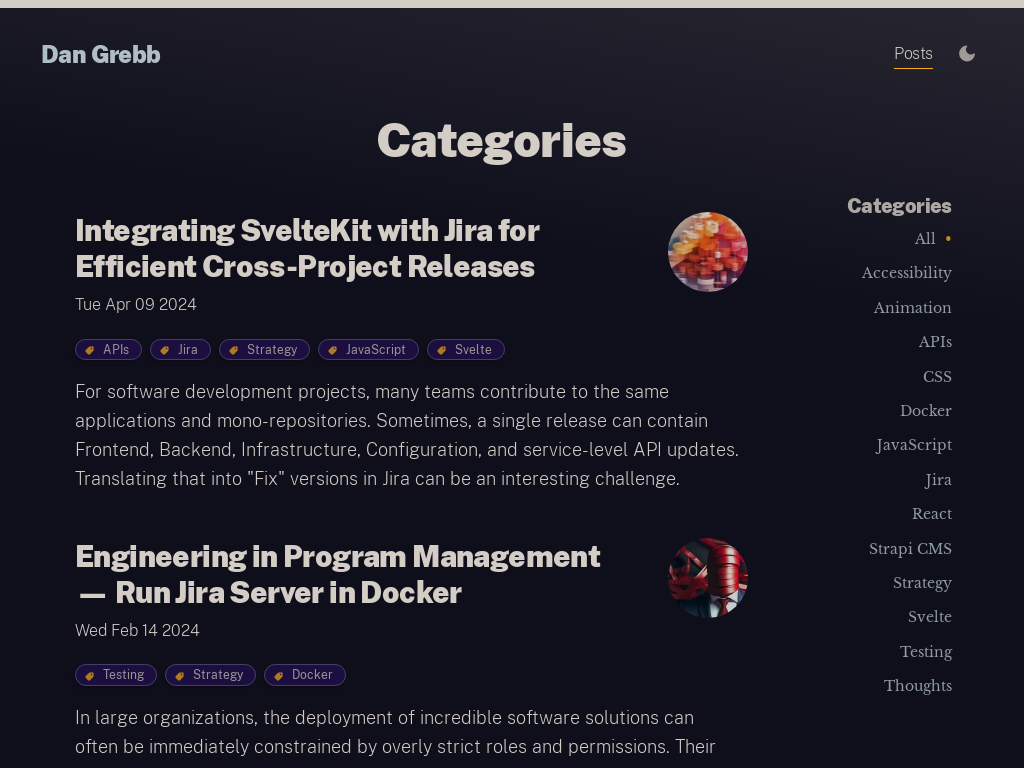 Dan Grebb
Posts
Categories
Integrating SvelteKit with Jira for
Efficient Cross-Project Releases
Tue Apr 09 2024
APIs Jira Strategy JavaScript Svelte
For software development projects, many teams contribute to the same
applications and mono-repositories. Sometimes, a single release can contain
Frontend, Backend, Infrastructure, Configuration, and service-level API updates.
Translating that into "Fix" versions in Jira can be an interesting challenge.
Engineering in Program Management
— Run Jira Server in Docker
Wed Feb 14 2024
Testing Strategy Docker
In large organizations, the deployment of incredible software solutions can
often be immediately constrained by overly strict roles and permissions. Their
Categories
All
Accessibility
Animation
APIs
CSS
Docker
JavaScript
Jira
React
Strapi CMS
Strategy
Svelte
Testing
Thoughts